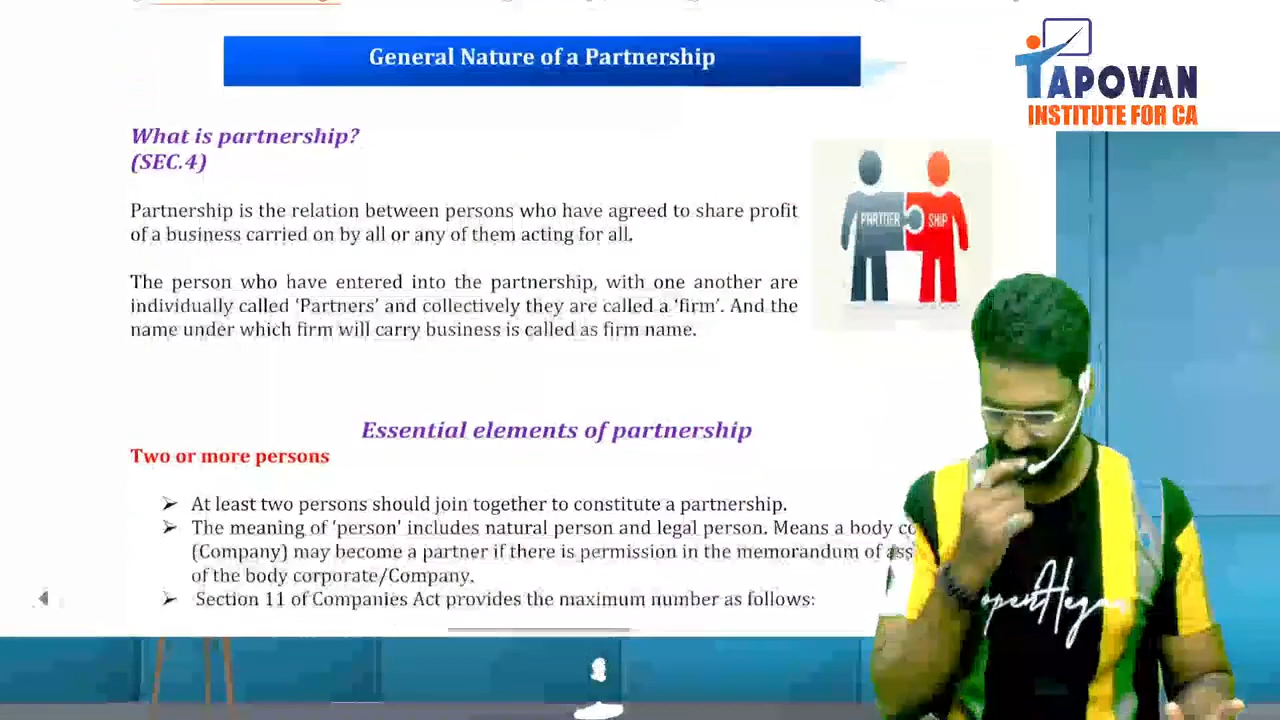 General Nature of a Partnership
TAPOVAN
INSTITUTE FOR CA
What is partnership?
(SEC.4)
Partnership is the relation between persons who have agreed to share profit
of a business carried on by all or any of them acting for all.
PARTNER SHIP
The person who have entered into the partnership, with one another are
individually called ‘Partners’ and collectively they are called a ‘firm’. And the
name under which firm will carry business is called as firm name.
Essential elements of partnership
Two or more persons
➢ At least two persons should join together to constitute a partnership.
➢ The meaning of ‘person’ includes natural person and legal person. Means a body co
(Company) may become a partner if there is permission in the memorandum of ass
of the body corporate/Company.
➢ Section 11 of Companies Act provides the maximum number as follows: